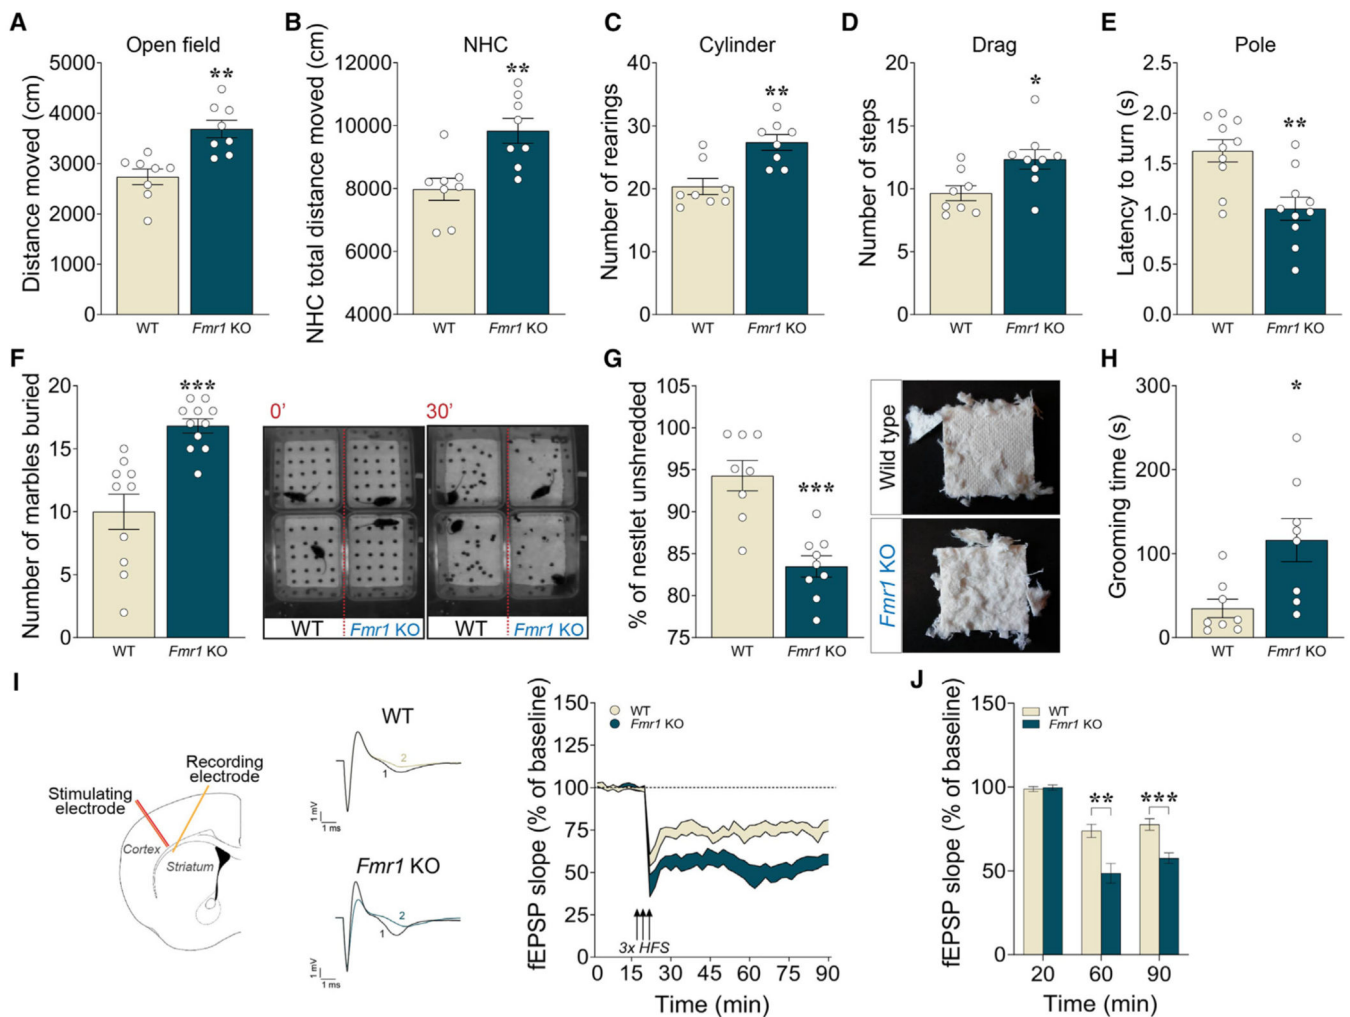 A
Open field
Distance moved (cm)
5000
4000
3000
2000
1000
0
**
WT
Fmr1 KO
B
NHC
NHC total distance moved (cm)
12000
10000
8000
6000
4000
**
WT
Fmr1 KO
C
Cylinder
Number of rearings
40
30
20
10
0
**
WT
Fmr1 KO
D
Drag
Number of steps
20
15
10
5
0
*
WT
Fmr1 KO
E
Pole
Latency to turn (s)
2.5
2.0
1.5
1.0
0.5
0.0
**
WT
Fmr1 KO
F
Number of marbles buried
20
15
10
5
0
***
WT
Fmr1 KO
0'
30'
WT
Fmr1 KO
WT
Fmr1 KO
G
% of nestlet unshredded
105
100
95
90
85
80
75
***
WT
Fmr1 KO
Wild type
Fmr1 KO
H
Grooming time (s)
300
200
100
0
*
WT
Fmr1 KO
I
Recording
electrode
Stimulating
electrode
Cortex
Striatum
WT
2
1
1 mV
1 ms
Fmr1 KO
2
1
1 mV
1 ms
fEPSP slope (% of baseline)
150
125
100
75
50
25
0
WT
Fmr1 KO
3x HFS
0
15
30
45
60
75
90
Time (min)
J
fEPSP slope (% of baseline)
150
100
50
0
WT
Fmr1 KO
**
***
20
60
90
Time (min)